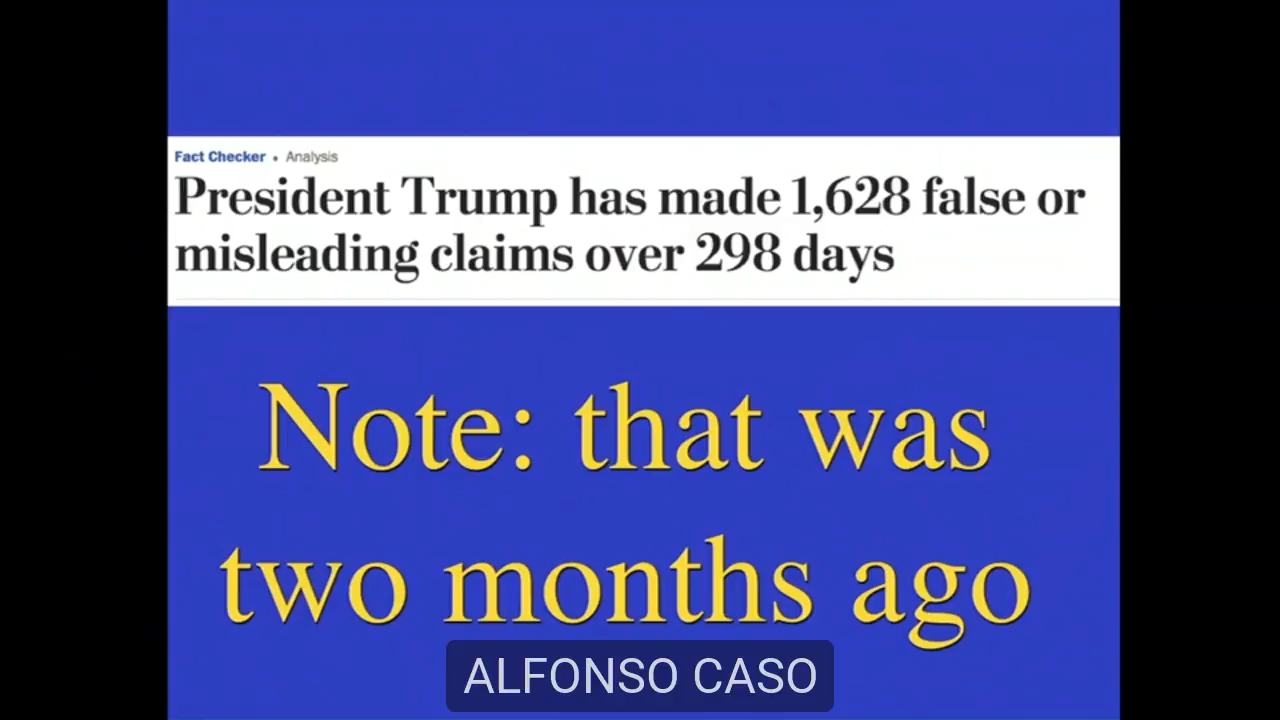 Fact Checker • Analysis
President Trump has made 1,628 false or
misleading claims over 298 days
Note: that was
two months ago
ALFONSO CASO